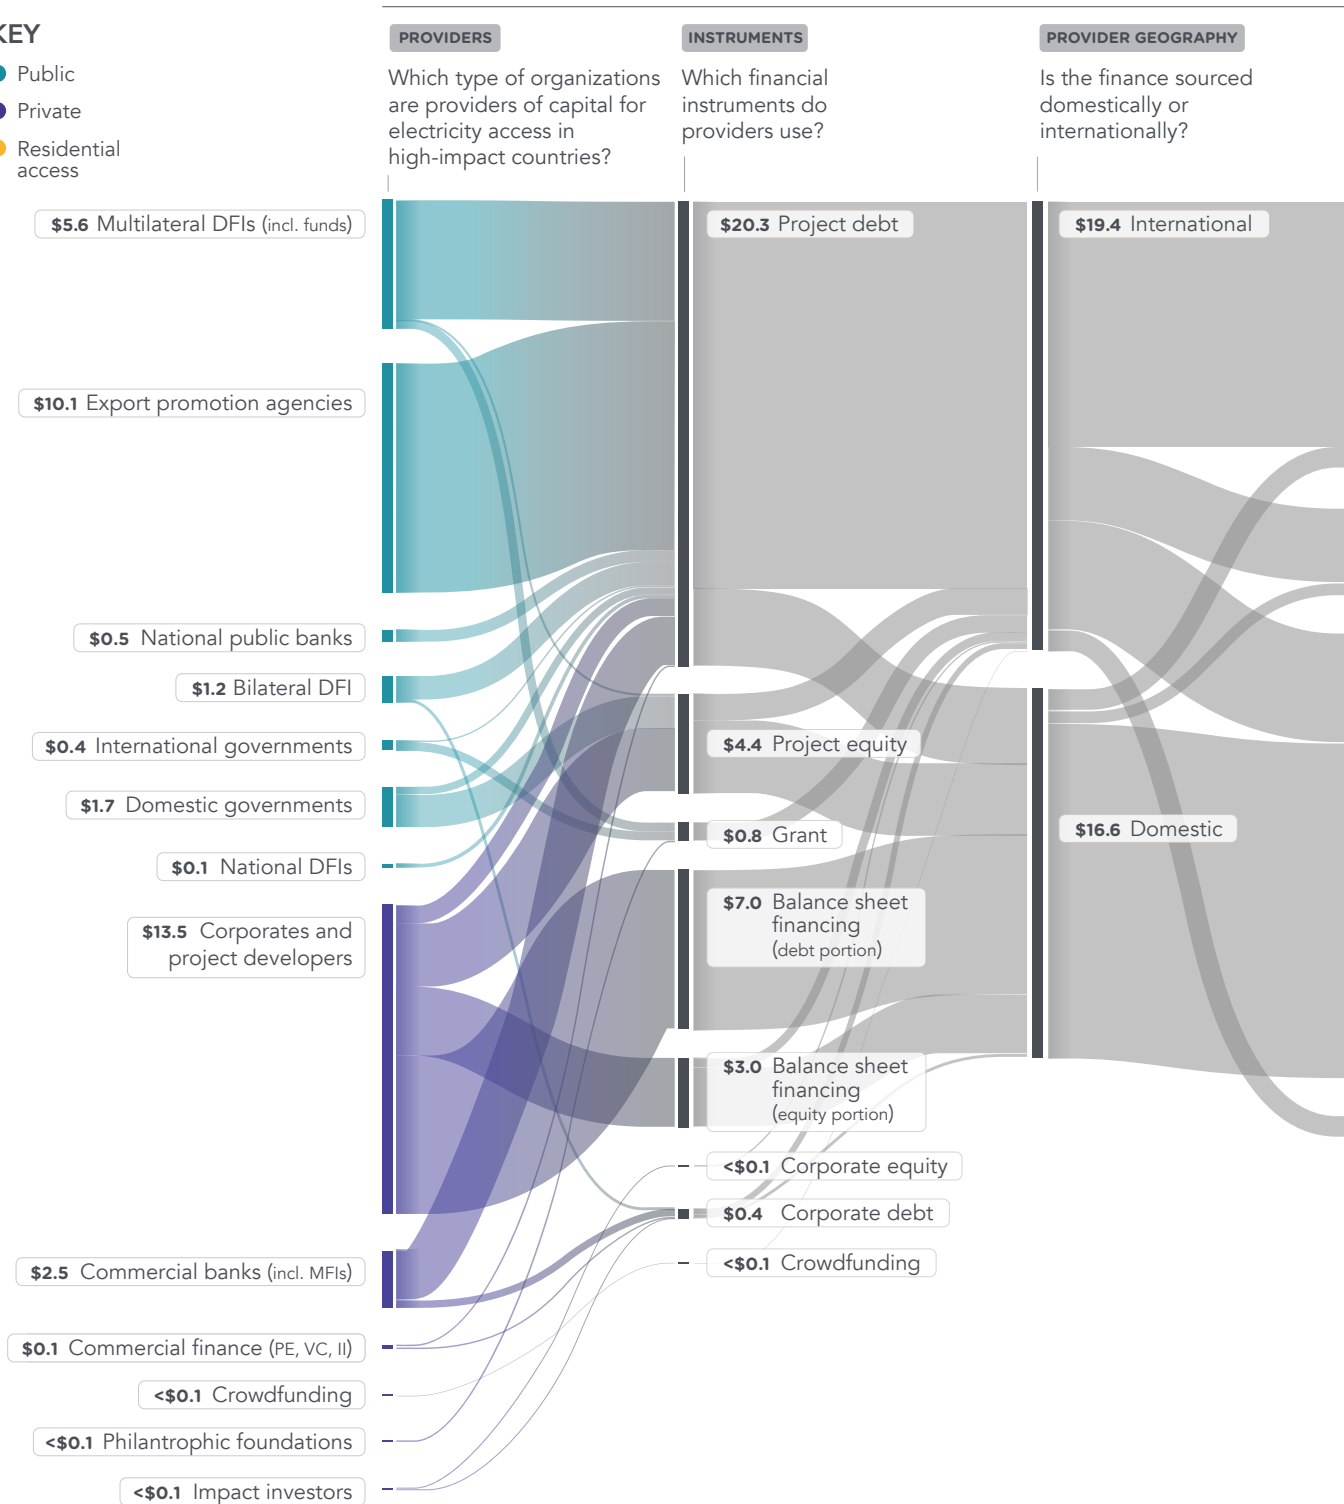 KEY
Public
Private
Residential
access
PROVIDERS
Which type of organizations
are providers of capital for
electricity access in
high-impact countries?
INSTRUMENTS
Which financial
instruments do
providers use?
PROVIDER GEOGRAPHY
Is the finance sourced
domestically or
internationally?
$5.6 Multilateral DFIs (incl. funds)
$10.1 Export promotion agencies
$0.5 National public banks
$1.2 Bilateral DFI
$0.4 International governments
$1.7 Domestic governments
$0.1 National DFIs
$13.5 Corporates and
project developers
$2.5 Commercial banks (incl. MFIs)
$0.1 Commercial finance (PE, VC, II)
<$0.1 Crowdfunding
<$0.1 Philantrophic foundations
<$0.1 Impact investors
$20.3 Project debt
$4.4 Project equity
$0.8 Grant
$7.0 Balance sheet
financing
(debt portion)
$3.0 Balance sheet
financing
(equity portion)
<$0.1 Corporate equity
$0.4 Corporate debt
<$0.1 Crowdfunding
$19.4 International
$16.6 Domestic